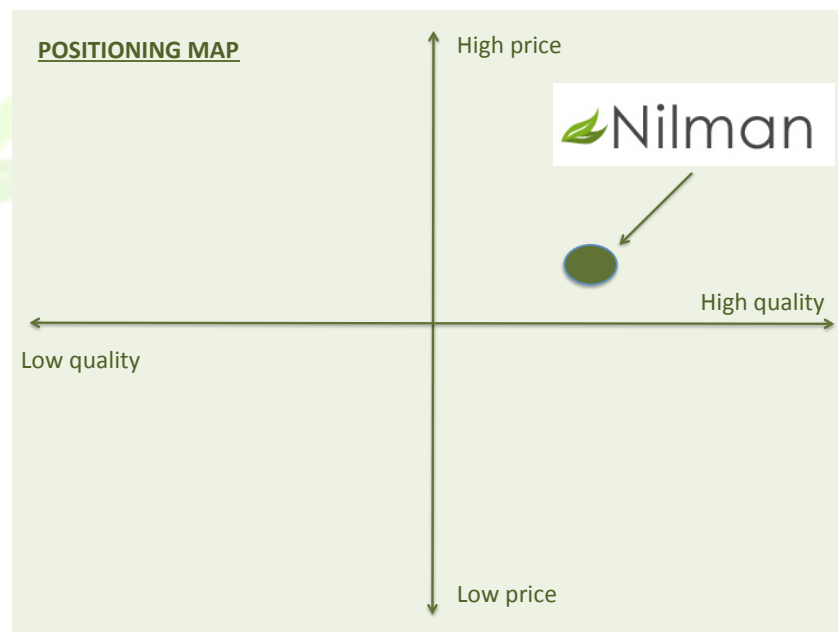 POSITIONING MAP
High price
Nilman
High quality
Low quality
Low price